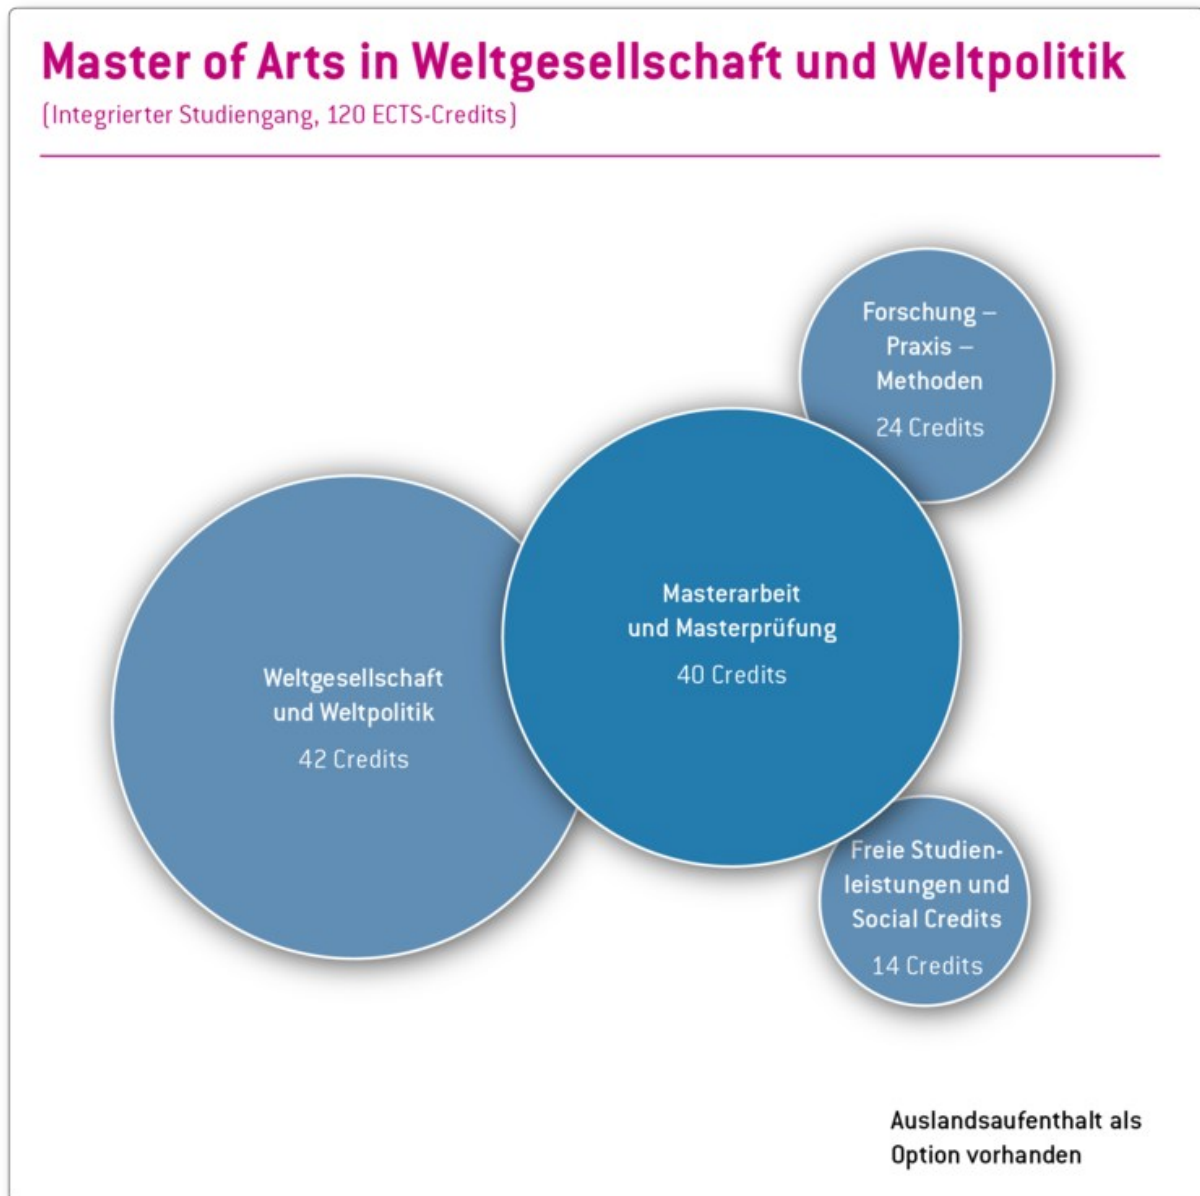 Master of Arts in Weltgesellschaft und Weltpolitik
(Integrierter Studiengang, 120 ECTS-Credits)
Forschung –
Praxis –
Methoden
24 Credits
Masterarbeit
und Masterprüfung
40 Credits
Weltgesellschaft
und Weltpolitik
42 Credits
Freie Studien-
leistungen und
Social Credits
14 Credits
Auslandsaufenthalt als
Option vorhanden